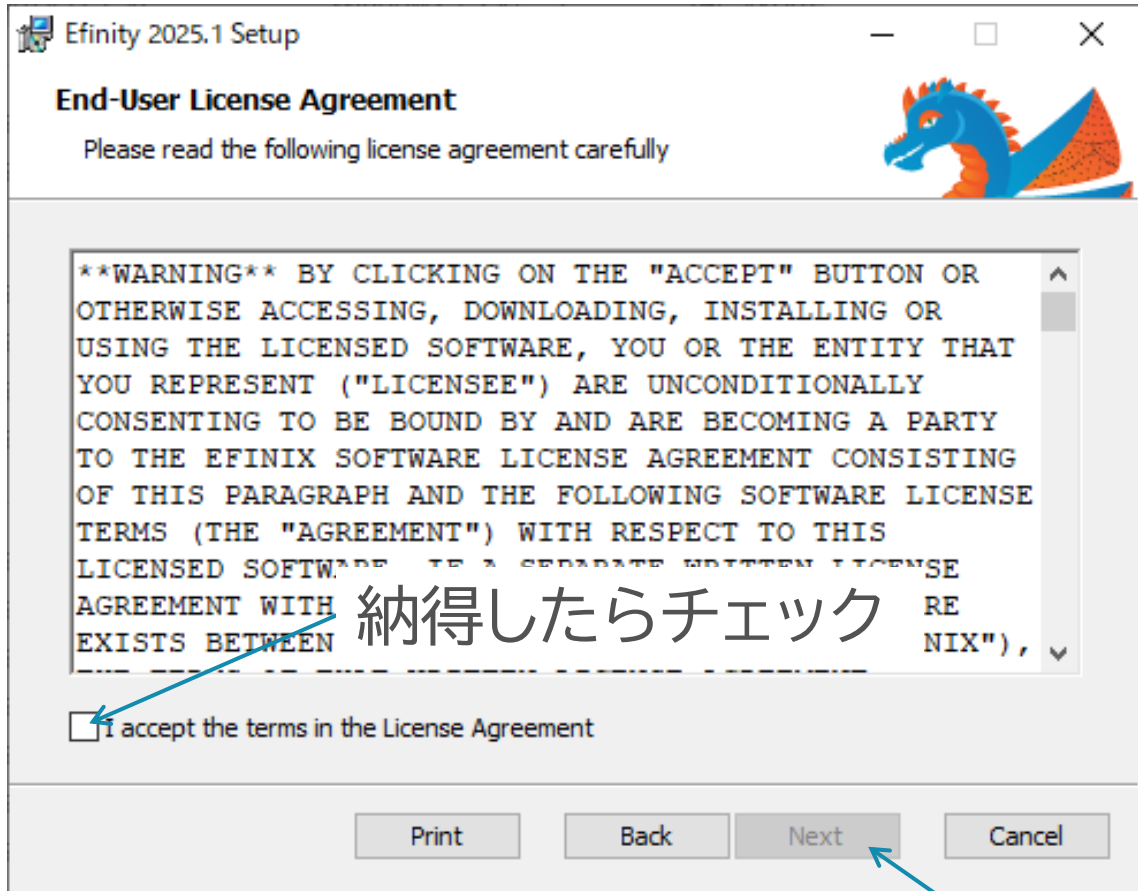 Efinity 2025.1 Setup
End-User License Agreement
Please read the following license agreement carefully
**WARNING** BY CLICKING ON THE "ACCEPT" BUTTON OR
OTHERWISE ACCESSING, DOWNLOADING, INSTALLING OR
USING THE LICENSED SOFTWARE, YOU OR THE ENTITY THAT
YOU REPRESENT ("LICENSEE") ARE UNCONDITIONALLY
CONSENTING TO BE BOUND BY AND ARE BECOMING A PARTY
TO THE EFINIX SOFTWARE LICENSE AGREEMENT CONSISTING
OF THIS PARAGRAPH AND THE FOLLOWING SOFTWARE LICENSE
TERMS (THE "AGREEMENT") WITH RESPECT TO THIS
LICENSED IF A SEPARATE WRITTEN LICENSE
AGREEMENT WITH RE
EXISTS BETWEEN NIX"),
納得したらチェック
I accept the terms in the License Agreement
Print Back Next Cancel